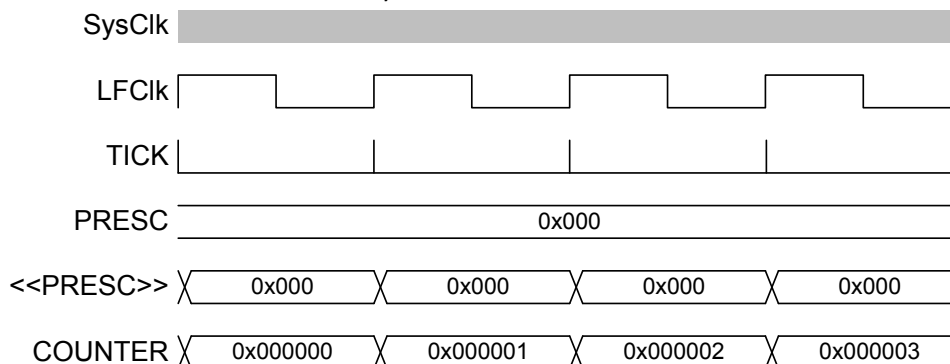 SysClk
LFClk
TICK
PRESC 0x000
<<PRESC>> 0x000 0x000 0x000 0x000
COUNTER 0x000000 0x000001 0x000002 0x000003